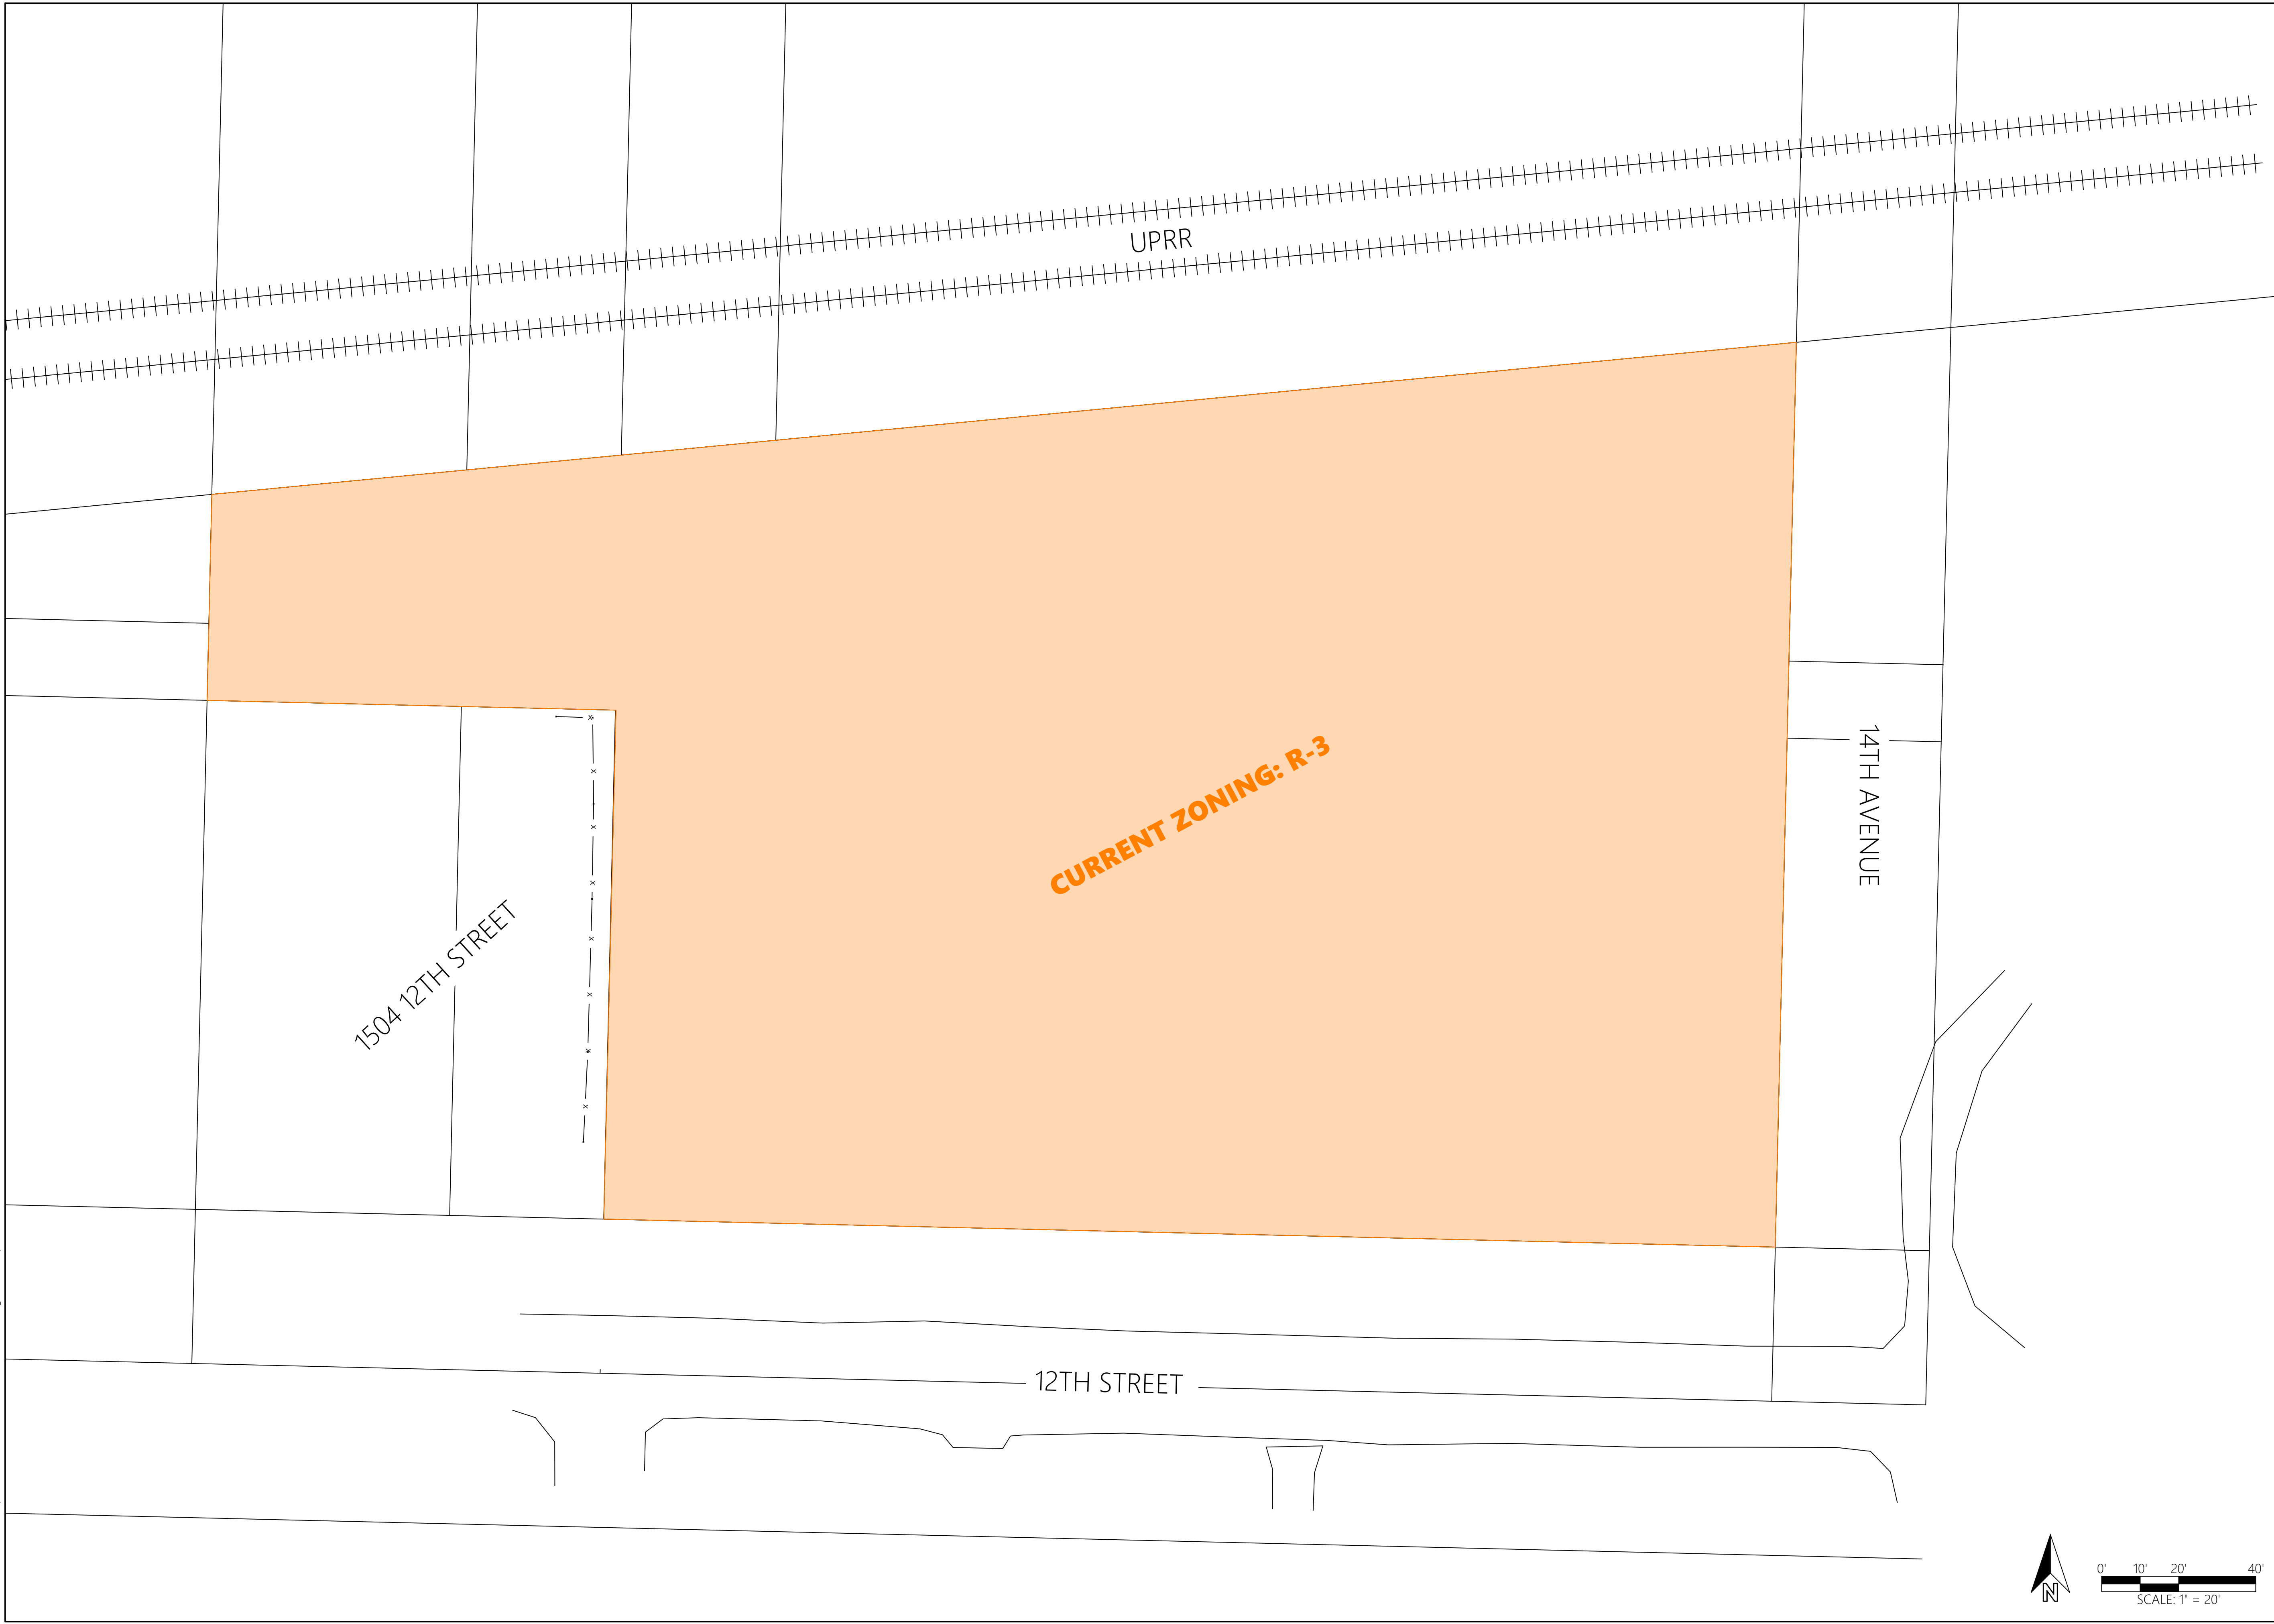 UPRR
CURRENT ZONING: R-3
14TH AVENUE
1504 12TH STREET
12TH STREET
N
0' 10' 20' 40'
SCALE: 1" = 20'